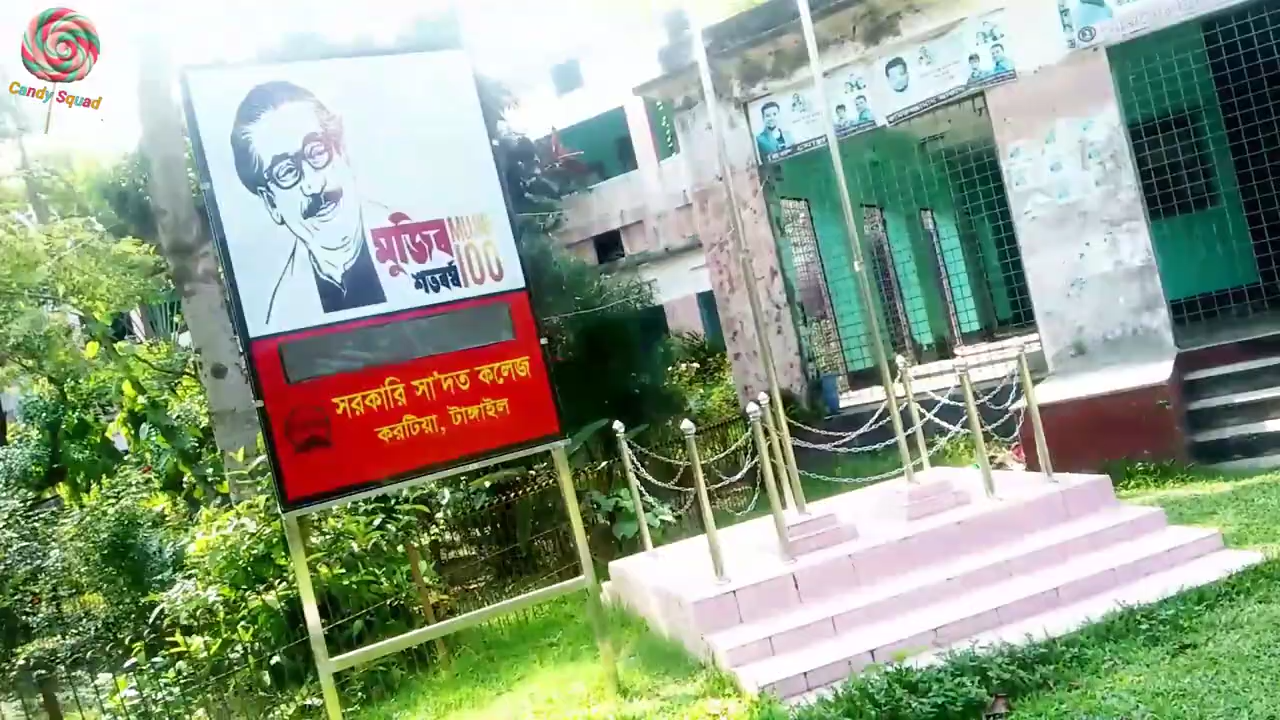 Candy Squad
মুজিব
শতবর্ষ
MUJIB
100
সরকারি সা'দত কলেজ
করটিয়া, টাঙ্গাইল